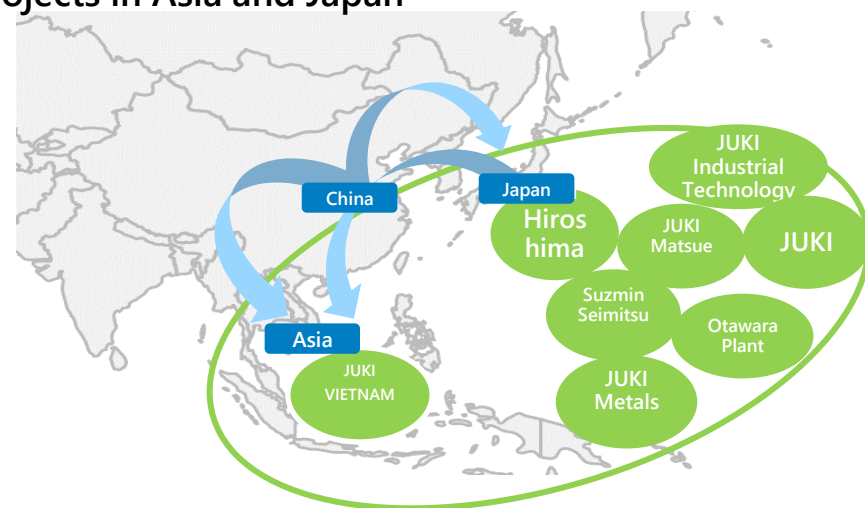 ojects in Asia and Japan
JUKI
Industrial
Technology
China
Japan
Hiros
hima
JUKI
Matsue
JUKI
Suzmin
Seimitsu
Otawara
Plant
Asia
JUKI
VIETNAM
JUKI
Metals